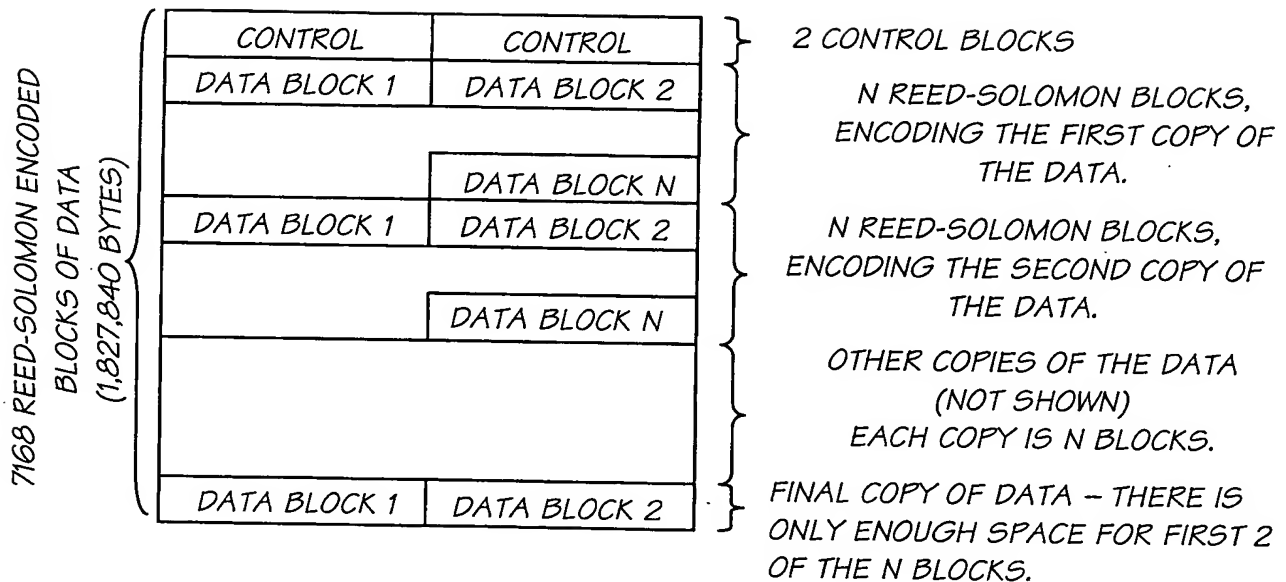 7168 REED-SOLOMON ENCODED
BLOCKS OF DATA
(1,827,840 BYTES)
CONTROL CONTROL
2 CONTROL BLOCKS
DATA BLOCK 1 DATA BLOCK 2
DATA BLOCK N
N REED-SOLOMON BLOCKS,
ENCODING THE FIRST COPY OF
THE DATA.
DATA BLOCK 1 DATA BLOCK 2
DATA BLOCK N
N REED-SOLOMON BLOCKS,
ENCODING THE SECOND COPY OF
THE DATA.
OTHER COPIES OF THE DATA
(NOT SHOWN)
EACH COPY IS N BLOCKS.
DATA BLOCK 1 DATA BLOCK 2
FINAL COPY OF DATA – THERE IS
ONLY ENOUGH SPACE FOR FIRST 2
OF THE N BLOCKS.